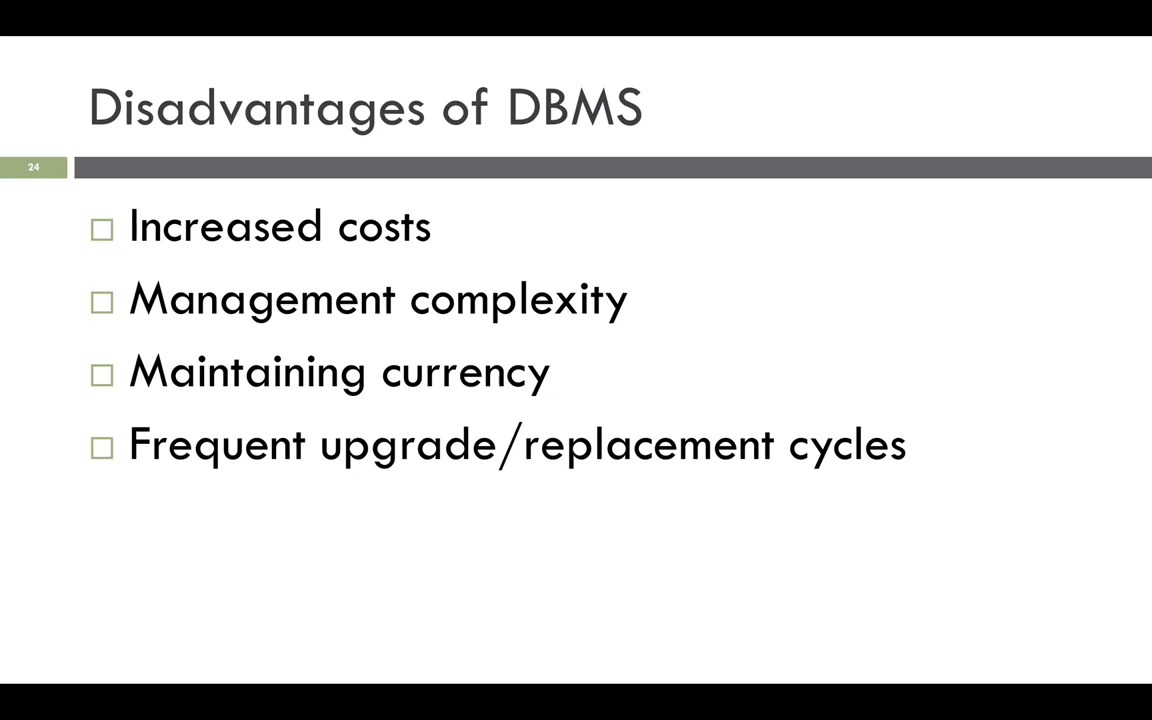 Disadvantages of DBMS
24
Increased costs
Management complexity
Maintaining currency
Frequent upgrade/replacement cycles